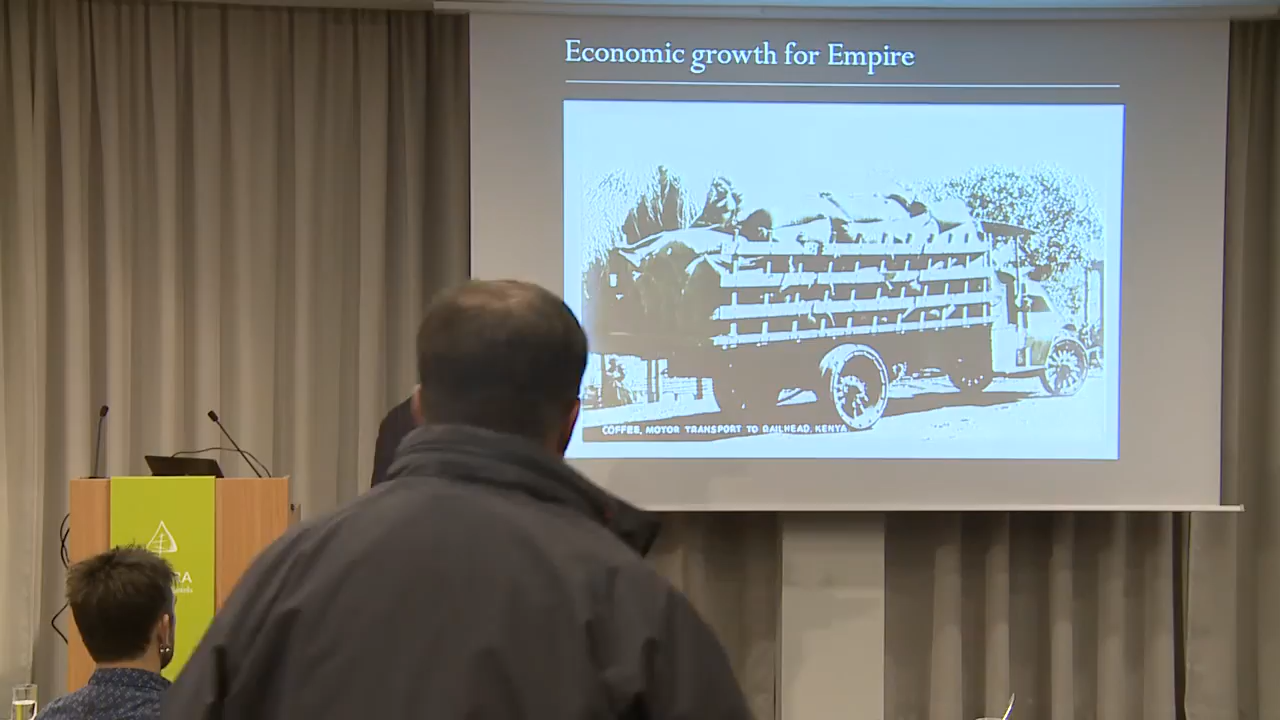 Economic growth for Empire
COFFEE, MOTOR TRANSPORT TO RAILHEAD, KENYA